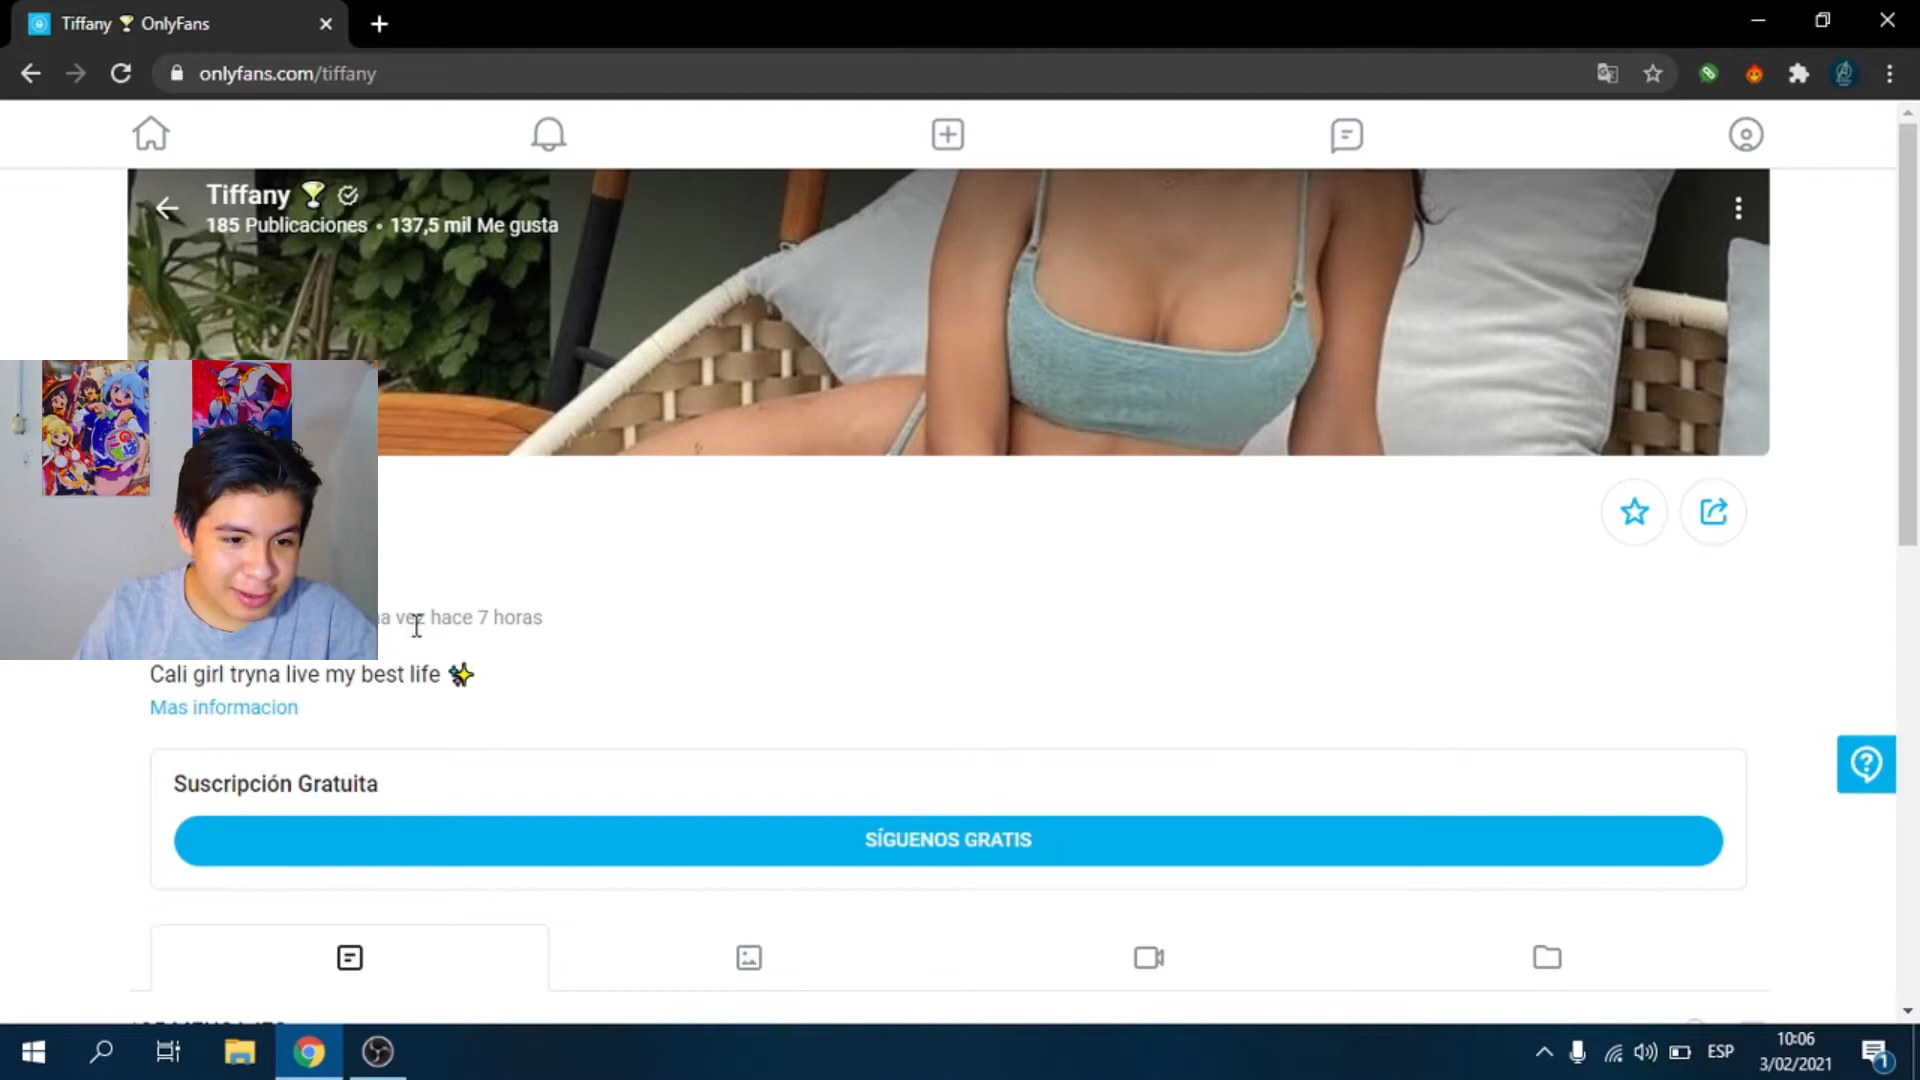 Tiffany 🏆 OnlyFans
onlyfans.com/tiffany
Tiffany 🏆
185 Publicaciones • 137,5 mil Me gusta
vez hace 7 horas
Cali girl tryna live my best life ✨
Mas informacion
Suscripción Gratuita
SÍGUENOS GRATIS
ESP
10:06
3/02/2021
1